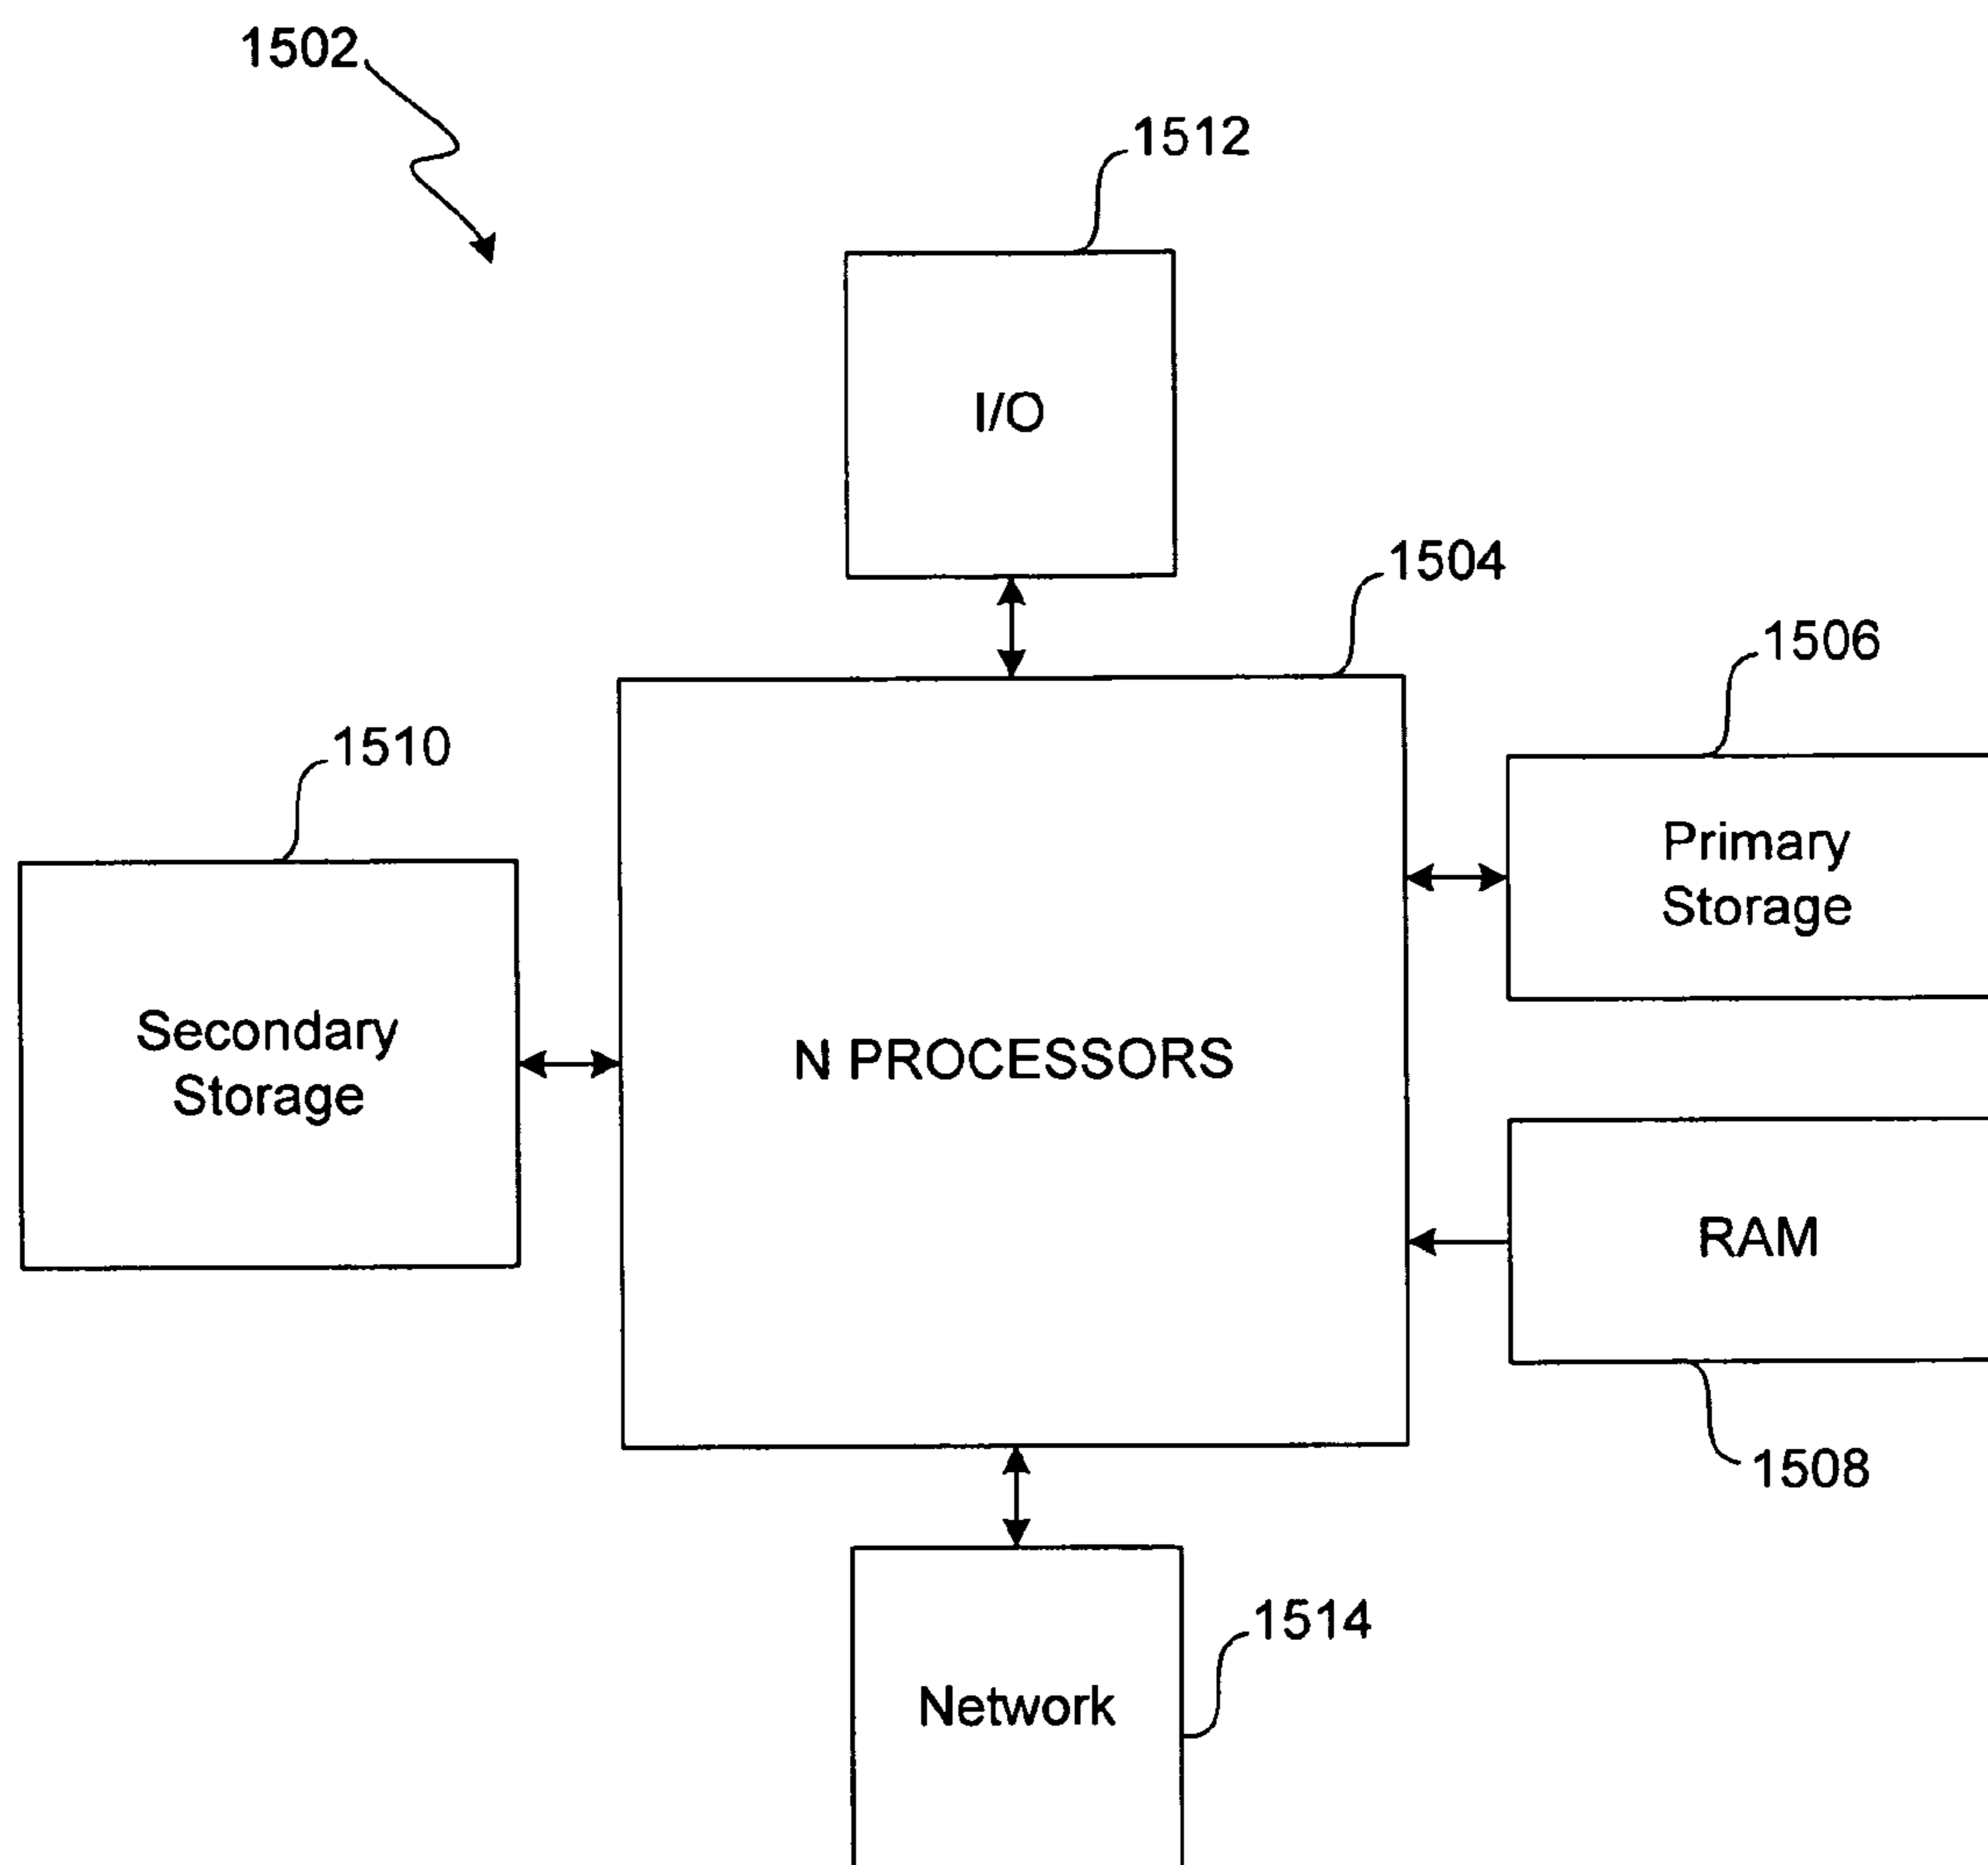 1502
1512
I/O
1504
1506
1510
Primary
Storage
Secondary
Storage
N PROCESSORS
RAM
1508
1514
Network